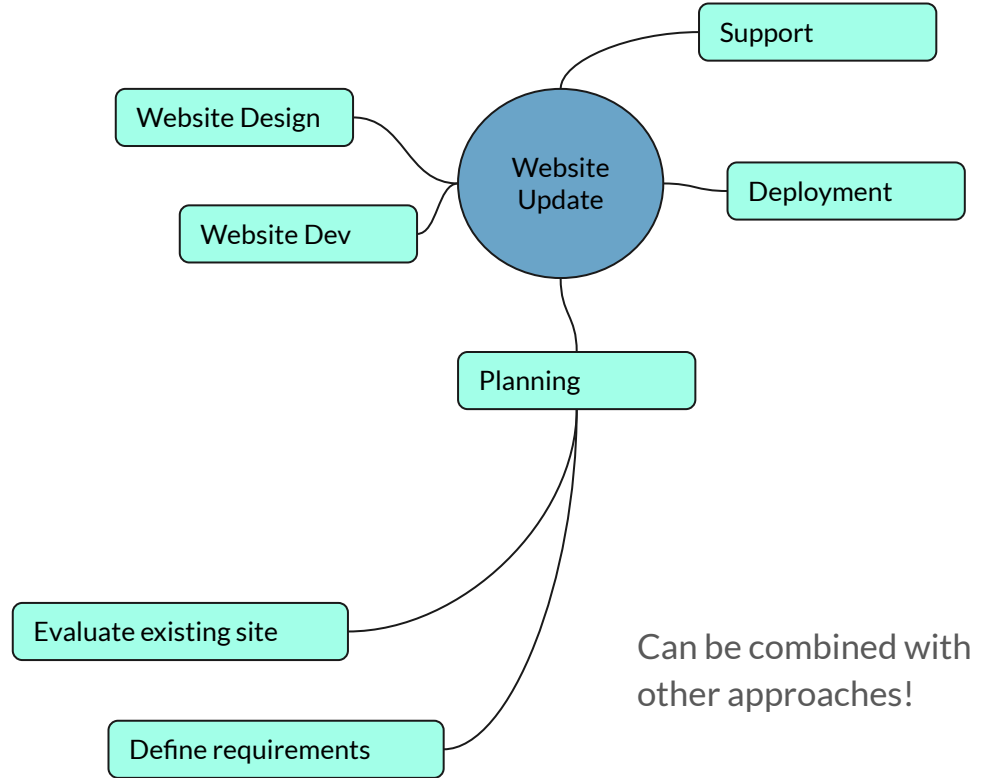 Support
Website Design
Website
Update
Deployment
Website Dev
Planning
Evaluate existing site
Can be combined with
other approaches!
Define requirements